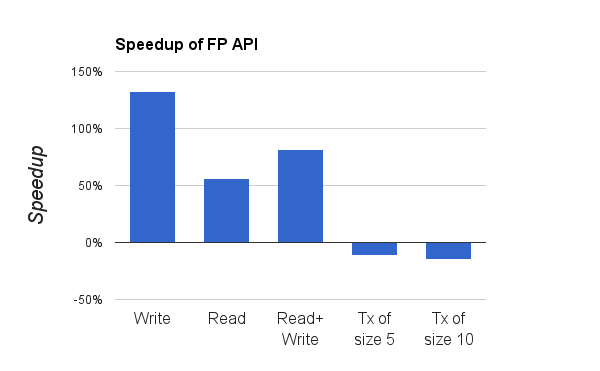 Speedup of FP API
150%
100%
50%
0%
-50%
Speedup
Write
Read
Read+
Write
Tx of
size 5
Tx of
size 10